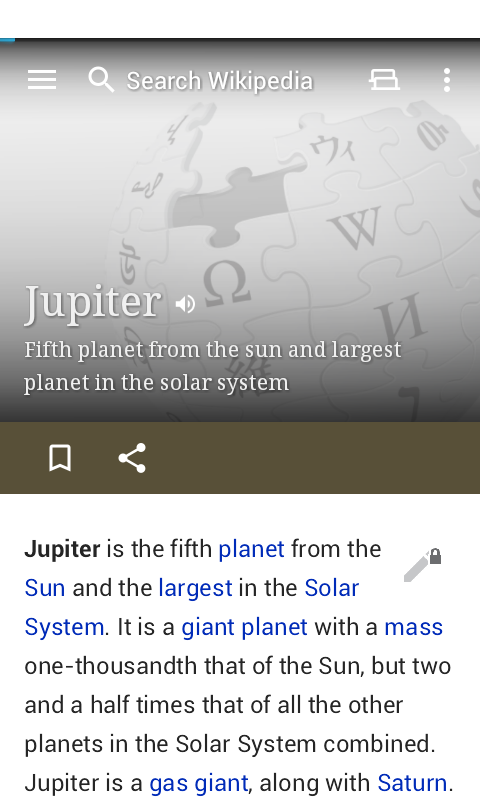 Search Wikipedia
ウィ
W
Ω
И
維
Jupiter
Fifth planet from the sun and largest
planet in the solar system
Jupiter is the fifth planet from the
Sun and the largest in the Solar
System. It is a giant planet with a mass
one-thousandth that of the Sun, but two
and a half times that of all the other
planets in the Solar System combined.
Jupiter is a gas giant, along with Saturn.